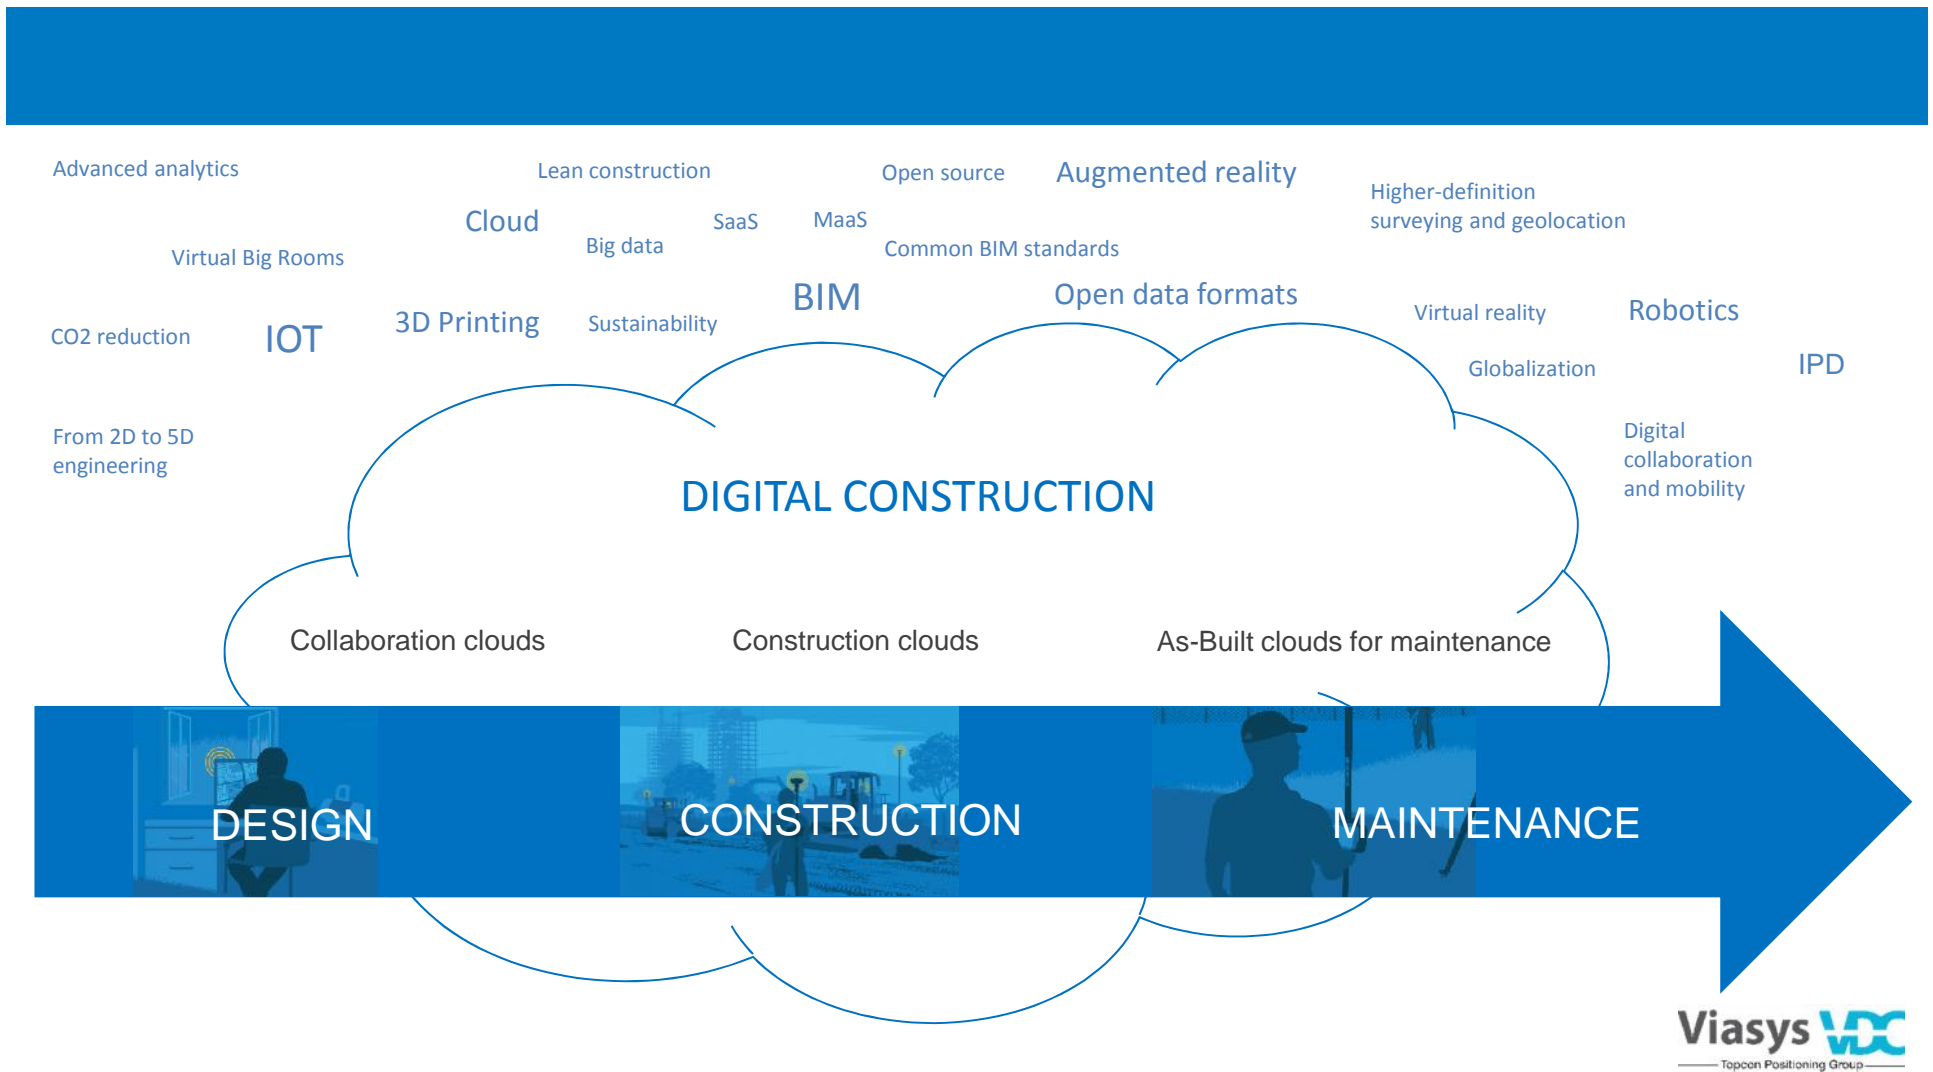 Advanced analytics
Lean construction
Open source
Augmented reality
Higher-definition
surveying and geolocation
Cloud
SaaS
MaaS
Big data
Common BIM standards
Virtual Big Rooms
BIM
Open data formats
Virtual reality
Robotics
CO2 reduction
IOT
3D Printing
Sustainability
Globalization
IPD
From 2D to 5D
engineering
Digital
collaboration
and mobility
DIGITAL CONSTRUCTION
Collaboration clouds
Construction clouds
As-Built clouds for maintenance
DESIGN
CONSTRUCTION
MAINTENANCE
Viasys VDC
Topcon Positioning Group